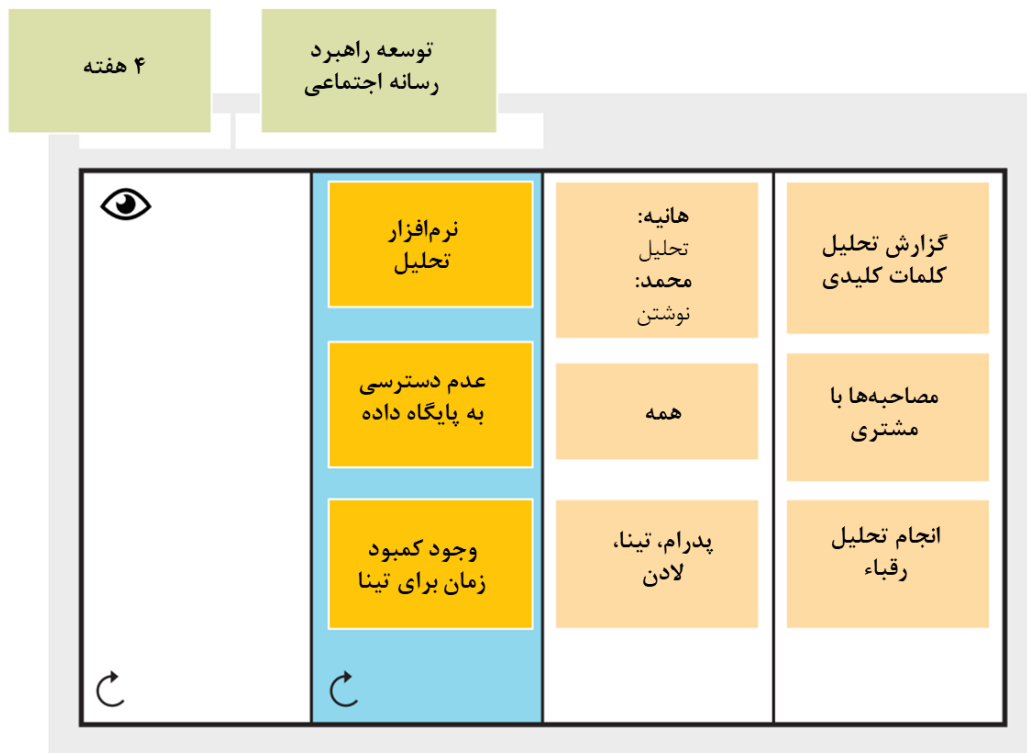 توسعه راهبرد
رسانه اجتماعی
۴ هفته
گزارش تحلیل
کلمات کلیدی
مصاحبه‌ها با
مشتری
انجام تحلیل
رقباء
هانیه:
تحلیل
محمد:
نوشتن
همه
پدرام، تینا،
لادن
نرم‌افزار
تحلیل
عدم دسترسی
به پایگاه داده
وجود کمبود
زمان برای تینا